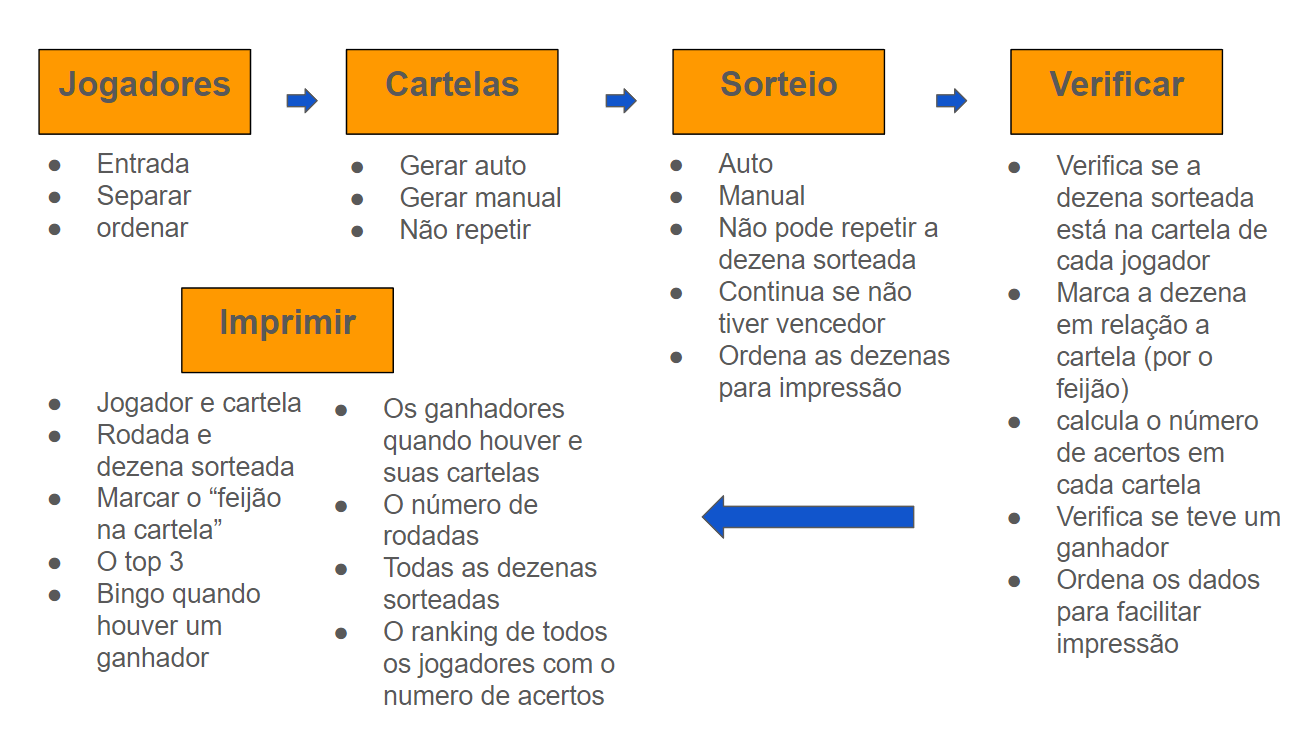 Jogadores
● Entrada
● Separar
● ordenar
Cartelas
● Gerar auto
● Gerar manual
● Não repetir
Sorteio
● Auto
● Manual
● Não pode repetir a
dezena sorteada
● Continua se não
tiver vencedor
● Ordena as dezenas
para impressão
Verificar
● Verifica se a
dezena sorteada
está na cartela de
cada jogador
● Marca a dezena
em relação a
cartela (por o
feijão)
● calcula o número
de acertos em
cada cartela
● Verifica se teve um
ganhador
● Ordena os dados
para facilitar
impressão
Imprimir
● Jogador e cartela
● Rodada e
dezena sorteada
● Marcar o “feijão
na cartela”
● O top 3
● Bingo quando
houver um
ganhador
● Os ganhadores
quando houver e
suas cartelas
● O número de
rodadas
● Todas as dezenas
sorteadas
● O ranking de todos
os jogadores com o
numero de acertos